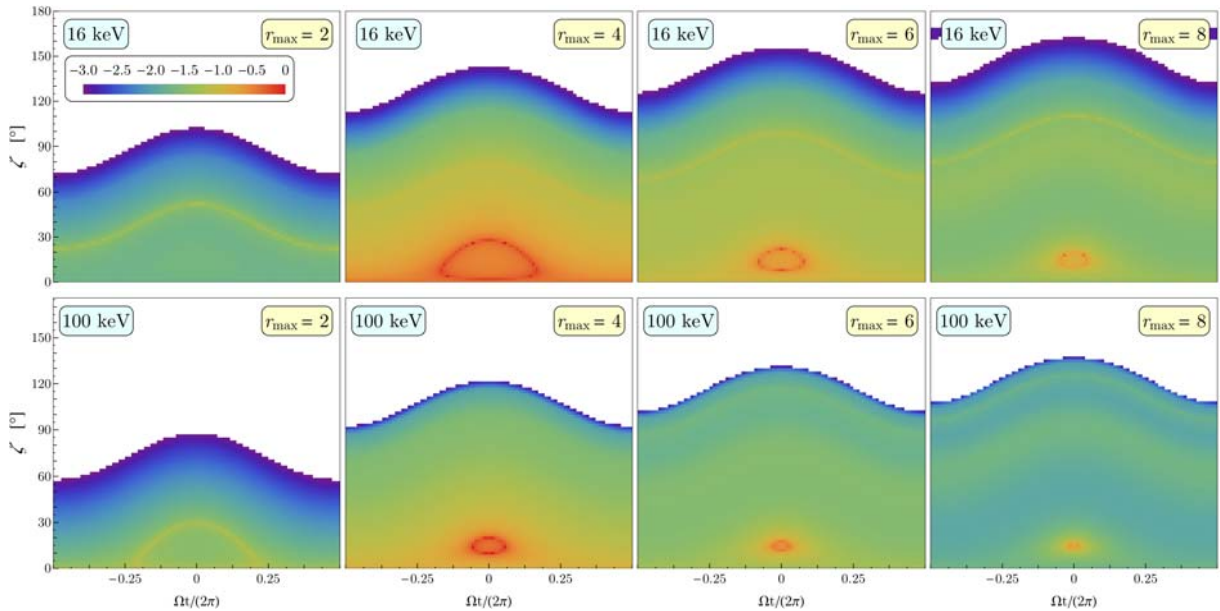 180
16 keV r_max = 2 16 keV r_max = 4 16 keV r_max = 6 16 keV r_max = 8
150
−3.0 −2.5 −2.0 −1.5 −1.0 −0.5 0
120
ζ [°]
90
60
30
0
100 keV r_max = 2 100 keV r_max = 4 100 keV r_max = 6 100 keV r_max = 8
150
120
ζ [°]
90
60
30
0
−0.25 0 0.25 −0.25 0 0.25 −0.25 0 0.25 −0.25 0 0.25
Ωt/(2π) Ωt/(2π) Ωt/(2π) Ωt/(2π)